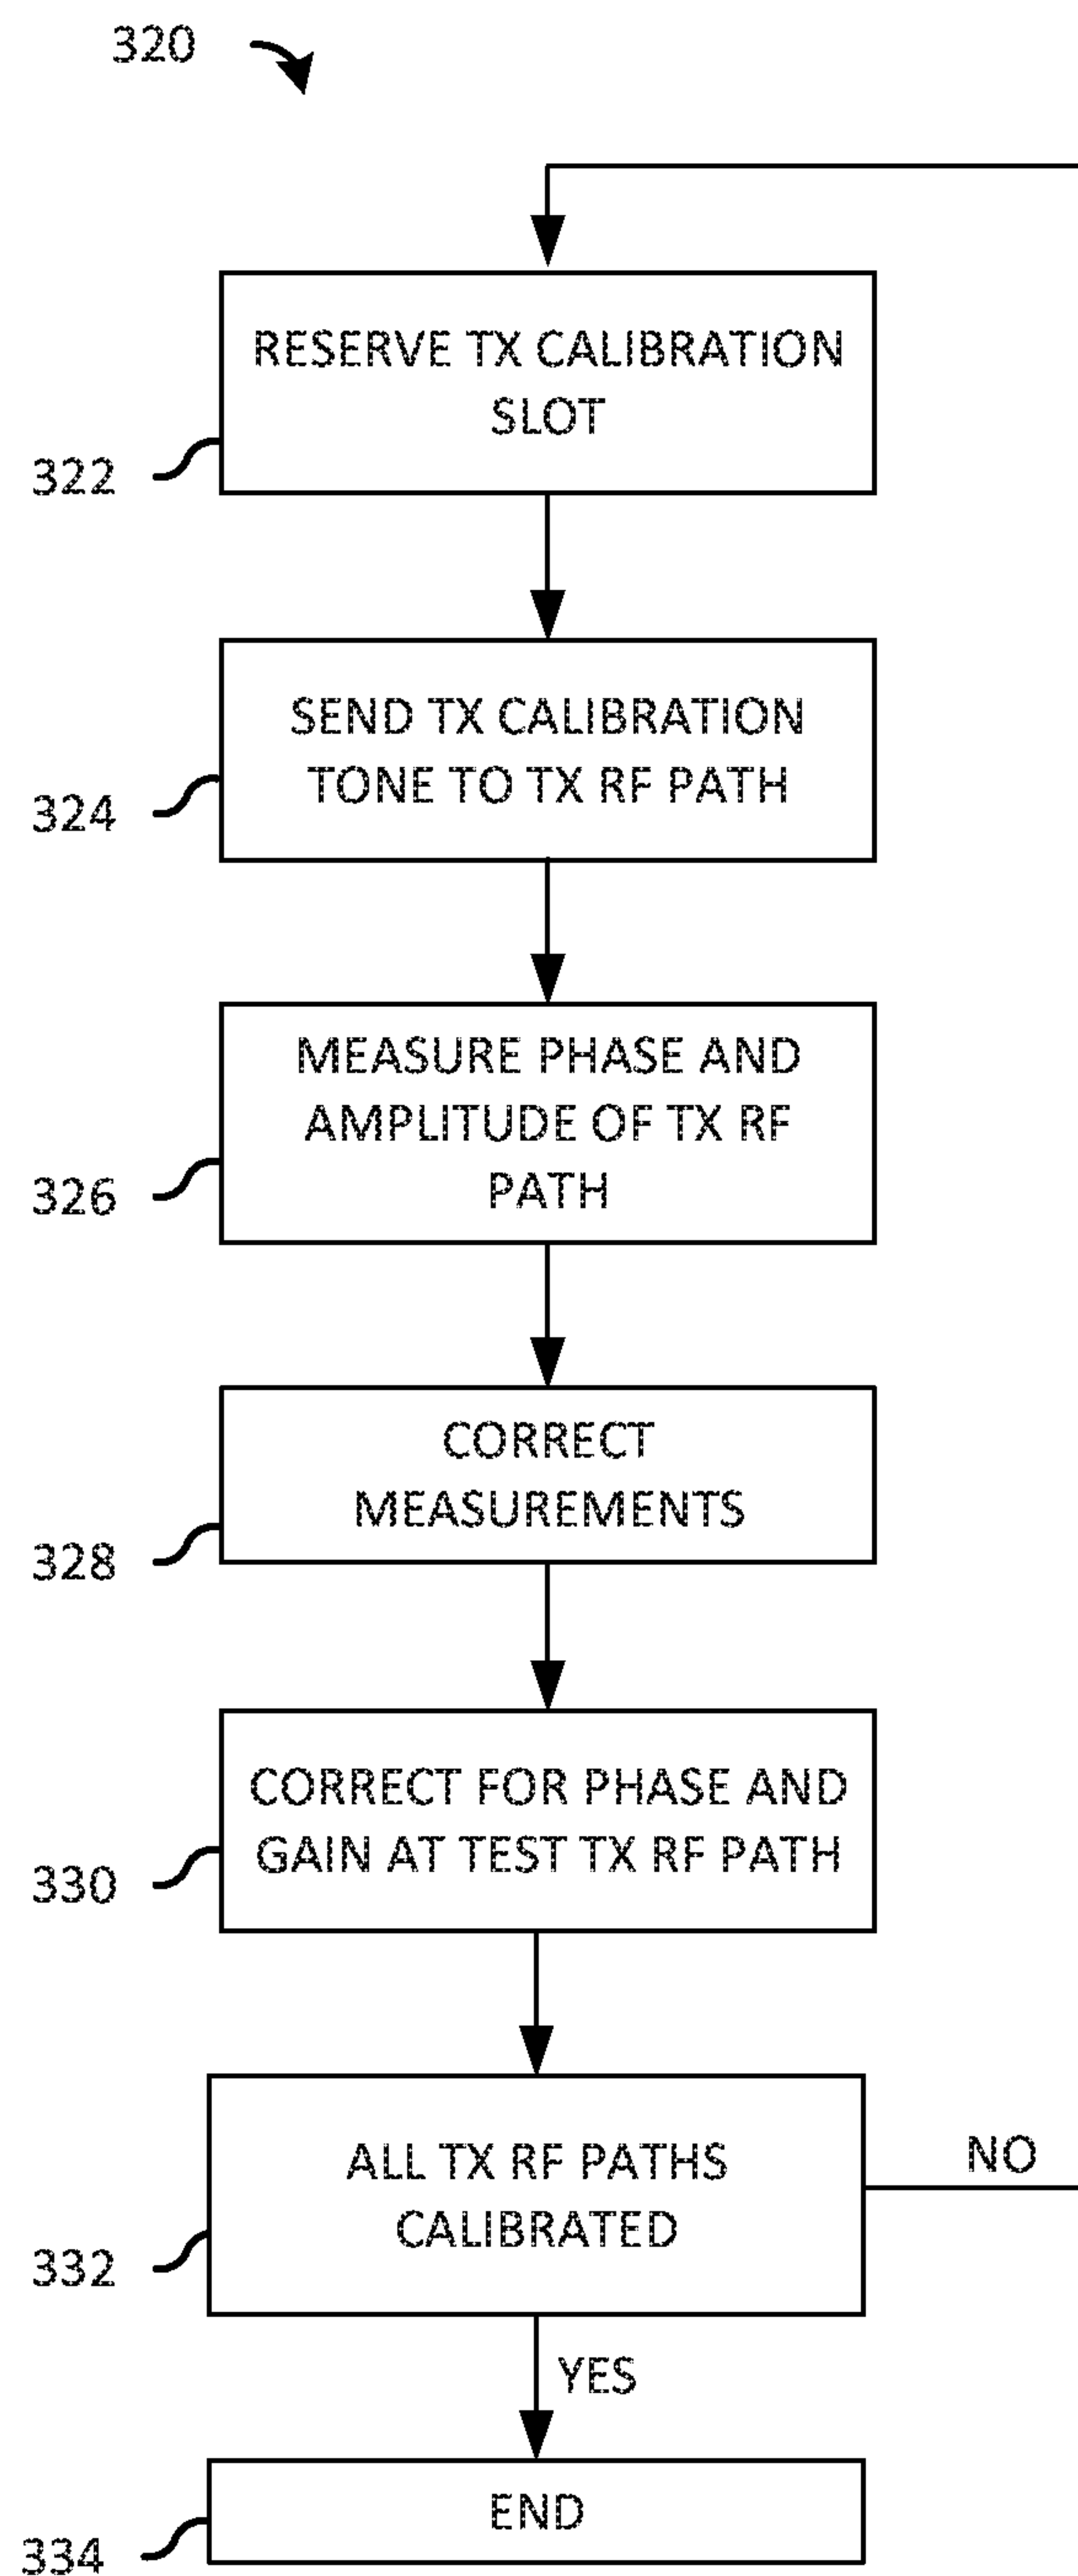 320
RESERVE TX CALIBRATION
SLOT
322
SEND TX CALIBRATION
TONE TO TX RF PATH
324
MEASURE PHASE AND
AMPLITUDE OF TX RF
PATH
326
CORRECT
MEASUREMENTS
328
CORRECT FOR PHASE AND
GAIN AT TEST TX RF PATH
330
ALL TX RF PATHS
CALIBRATED
NO
332
YES
END
334